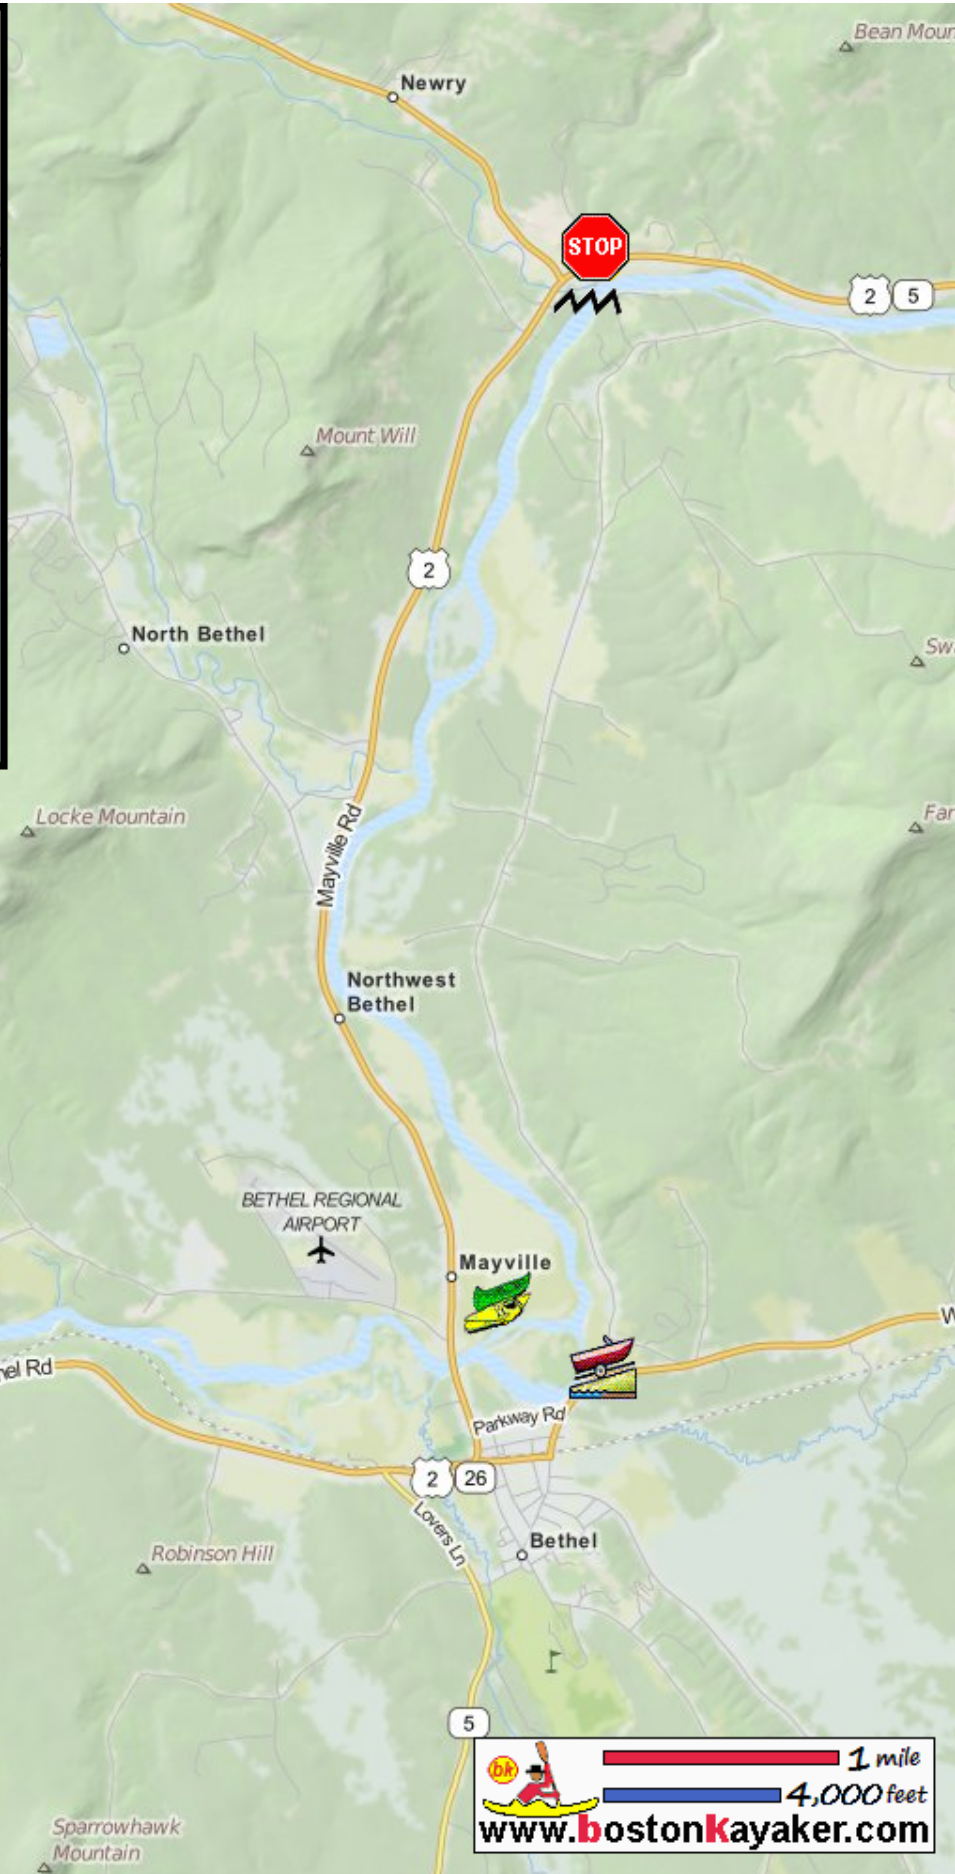 Bean Moun
Newry
STOP
2
5
Mount Will
2
North Bethel
Sw
Locke Mountain
Far
Mayville Rd
Northwest
Bethel
BETHEL REGIONAL
AIRPORT
Mayville
W
hel Rd
Parkway Rd
2
26
Lovers Ln
Bethel
Robinson Hill
5
bk
1 mile
4,000 feet
www.bostonkayaker.com
Sparrowhawk
Mountain